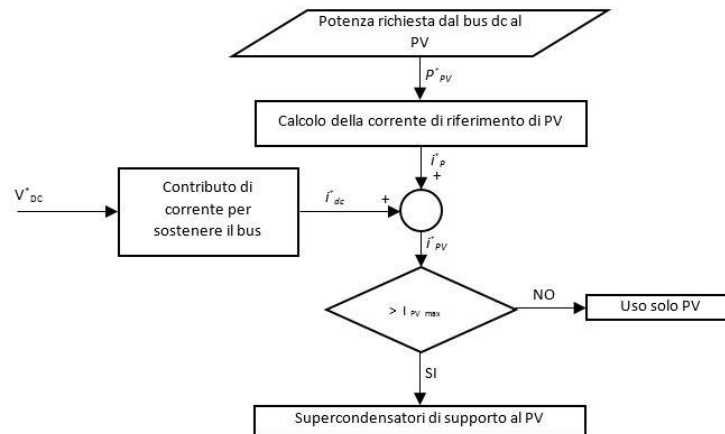 Potenza richiesta dal bus dc al
PV
P*PV
Calcolo della corrente di riferimento di PV
i*P
+
V*DC
Contributo di
corrente per
sostenere il bus
i*dc
+
i*PV
> I PV max
NO
Uso solo PV
SI
Supercondensatori di supporto al PV